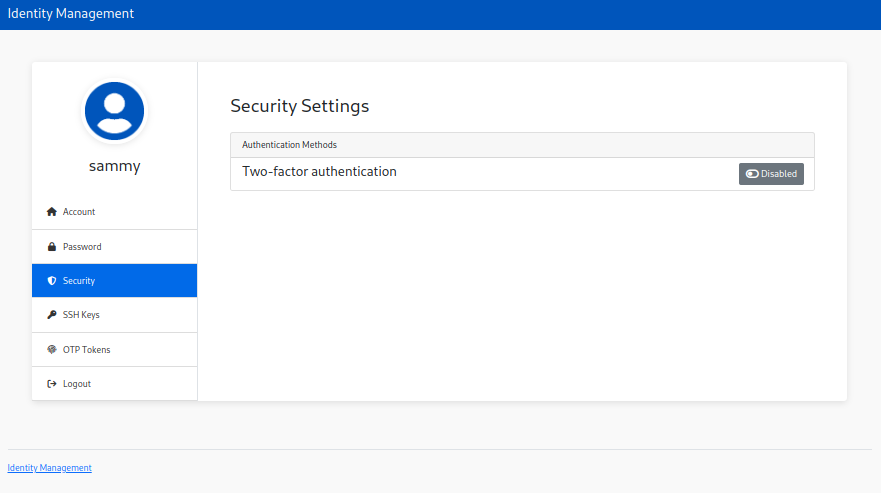 Identity Management
sammy
Account
Password
Security
SSH Keys
OTP Tokens
Logout
Security Settings
Authentication Methods
Two-factor authentication
Disabled
Identity Management